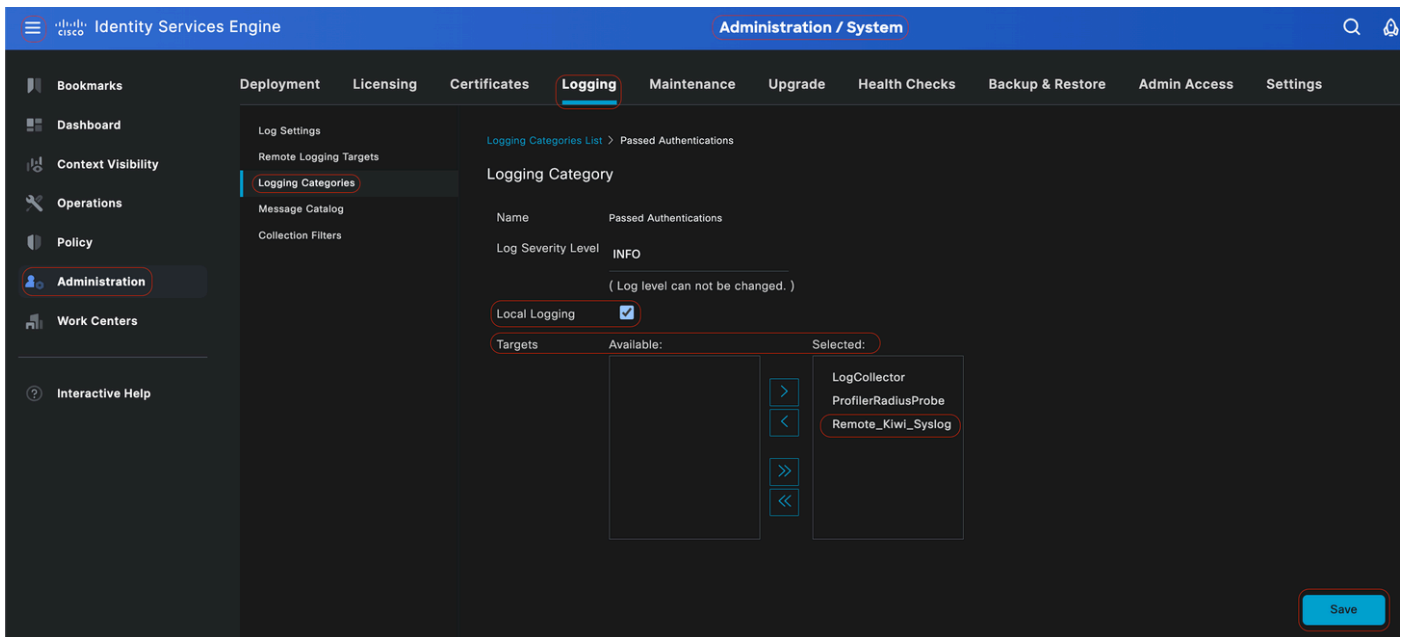 cisco Identity Services Engine
Administration / System
Bookmarks
Dashboard
Context Visibility
Operations
Policy
Administration
Work Centers
Interactive Help
Deployment Licensing Certificates Logging Maintenance Upgrade Health Checks Backup & Restore Admin Access Settings
Log Settings
Remote Logging Targets
Logging Categories
Message Catalog
Collection Filters
Logging Categories List > Passed Authentications
Logging Category
Name Passed Authentications
Log Severity Level INFO
( Log level can not be changed. )
Local Logging
Targets Available: Selected:
LogCollector
ProfilerRadiusProbe
Remote_Kiwi_Syslog
Save